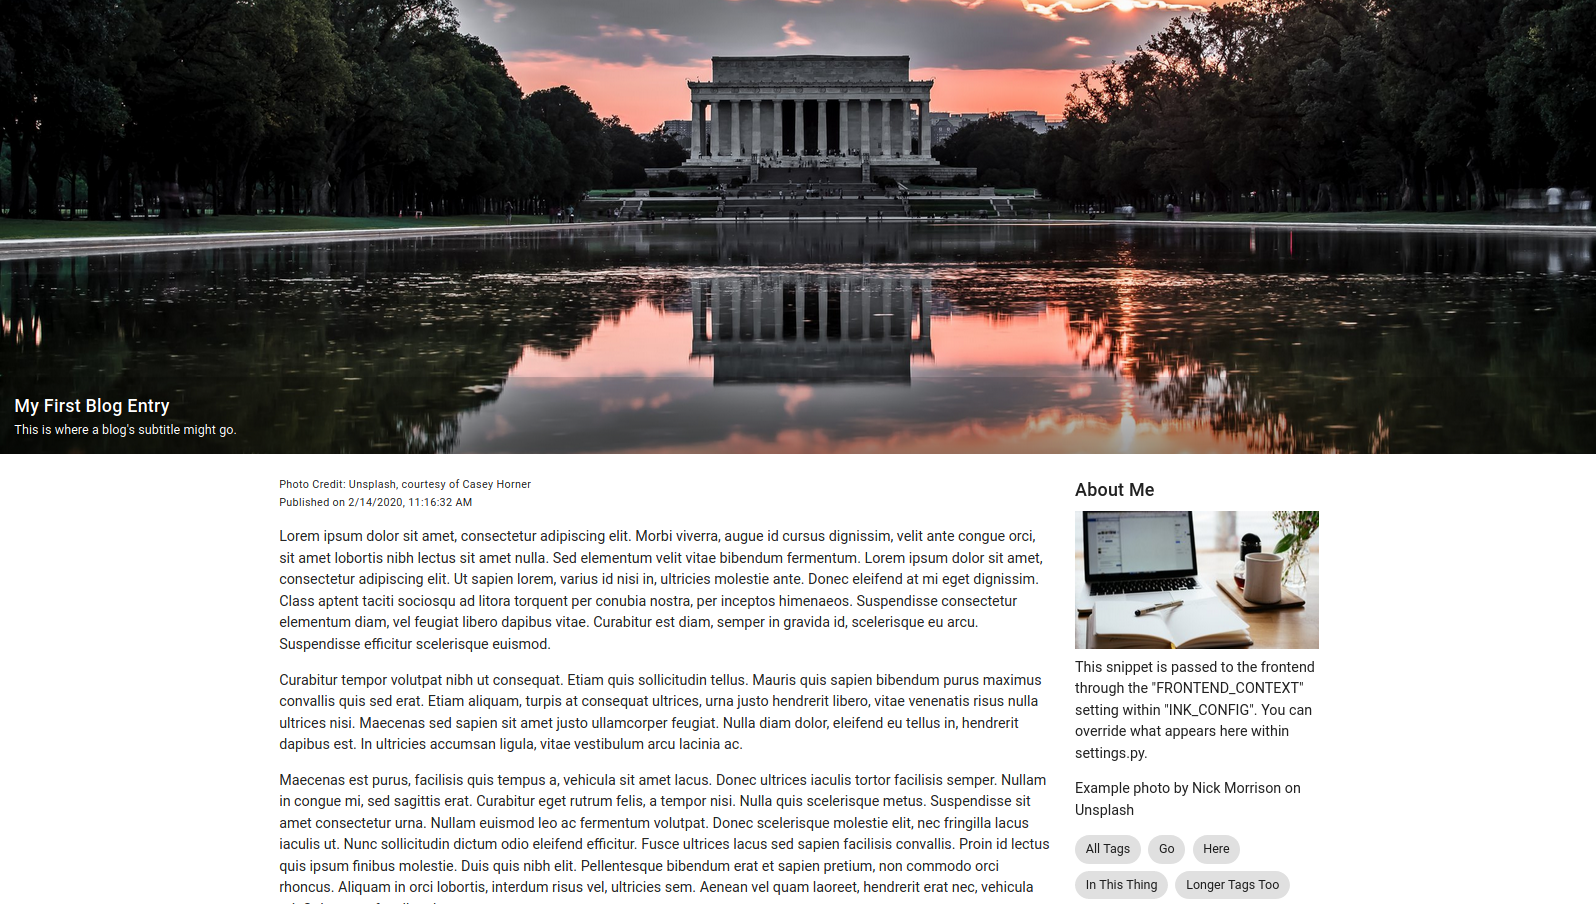 My First Blog Entry
This is where a blog's subtitle might go.
Photo Credit: Unsplash, courtesy of Casey Horner
Published on 2/14/2020, 11:16:32 AM
Lorem ipsum dolor sit amet, consectetur adipiscing elit. Morbi viverra, augue id cursus dignissim, velit ante congue orci,
sit amet lobortis nibh lectus sit amet nulla. Sed elementum velit vitae bibendum fermentum. Lorem ipsum dolor sit amet,
consectetur adipiscing elit. Ut sapien lorem, varius id nisi in, ultricies molestie ante. Donec eleifend at mi eget dignissim.
Class aptent taciti sociosqu ad litora torquent per conubia nostra, per inceptos himenaeos. Suspendisse consectetur
elementum diam, vel feugiat libero dapibus vitae. Curabitur est diam, semper in gravida id, scelerisque eu arcu.
Suspendisse efficitur scelerisque euismod.
Curabitur tempor volutpat nibh ut consequat. Etiam quis sollicitudin tellus. Mauris quis sapien bibendum purus maximus
convallis quis sed erat. Etiam aliquam, turpis at consequat ultrices, urna justo hendrerit libero, vitae venenatis risus nulla
ultrices nisi. Maecenas sed sapien sit amet justo ullamcorper feugiat. Nulla diam dolor, eleifend eu tellus in, hendrerit
dapibus est. In ultricies accumsan ligula, vitae vestibulum arcu lacinia ac.
Maecenas est purus, facilisis quis tempus a, vehicula sit amet lacus. Donec ultrices iaculis tortor facilisis semper. Nullam
in congue mi, sed sagittis erat. Curabitur eget rutrum felis, a tempor nisi. Nulla quis scelerisque metus. Suspendisse sit
amet consectetur urna. Nullam euismod leo ac fermentum volutpat. Donec scelerisque molestie elit, nec fringilla lacus
iaculis ut. Nunc sollicitudin dictum odio eleifend efficitur. Fusce ultrices lacus sed sapien facilisis convallis. Proin id lectus
quis ipsum finibus molestie. Duis quis nibh elit. Pellentesque bibendum erat et sapien pretium, non commodo orci
rhoncus. Aliquam in orci lobortis, interdum risus vel, ultricies sem. Aenean vel quam laoreet, hendrerit erat nec, vehicula
About Me
This snippet is passed to the frontend
through the "FRONTEND_CONTEXT"
setting within "INK_CONFIG". You can
override what appears here within
settings.py.
Example photo by Nick Morrison on
Unsplash
All Tags
Go
Here
In This Thing
Longer Tags Too